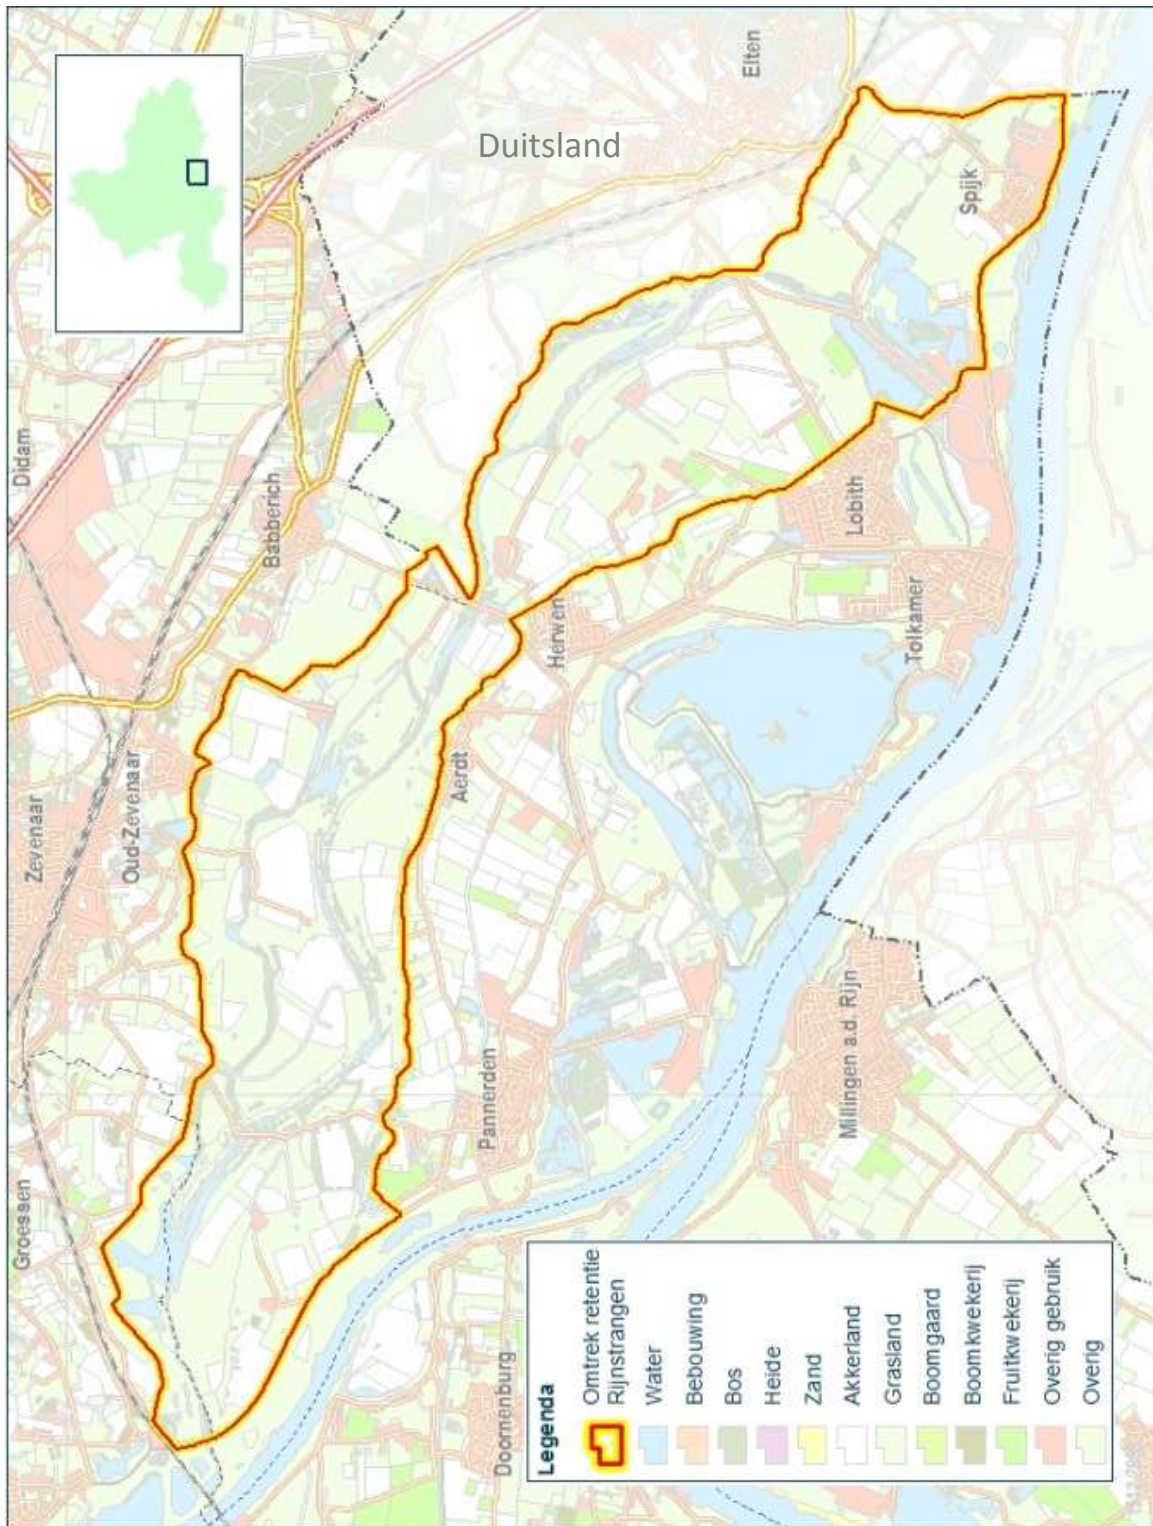 Groessen
Zevenaar
Didam
Oud-Zevenaar
Babberich
Duitsland
Elten
Doornenburg
Pannerden
Aerdt
Herwen
Lobith
Spijk
Tolkamer
Millingen a.d. Rijn
Legenda
Omtrek retentie
Rijnstrangen
Water
Bebouwing
Bos
Heide
Zand
Akkerland
Grasland
Boomgaard
Boomkwekerij
Fruitkwekerij
Overig gebruik
Overig